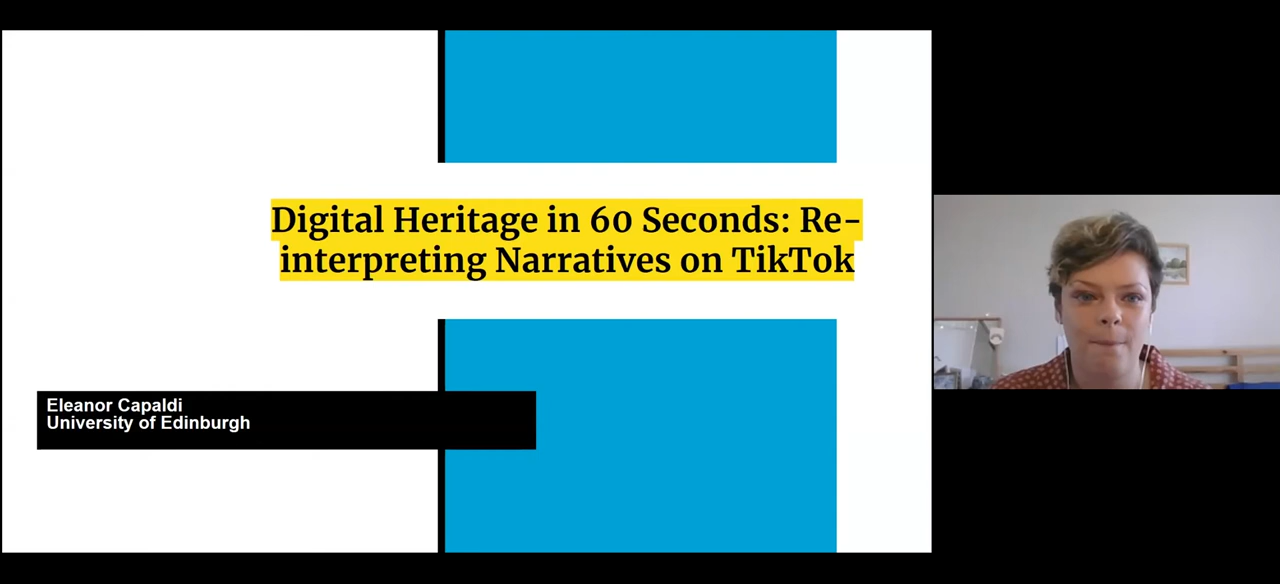 Digital Heritage in 60 Seconds: Re-
interpreting Narratives on TikTok
Eleanor Capaldi
University of Edinburgh